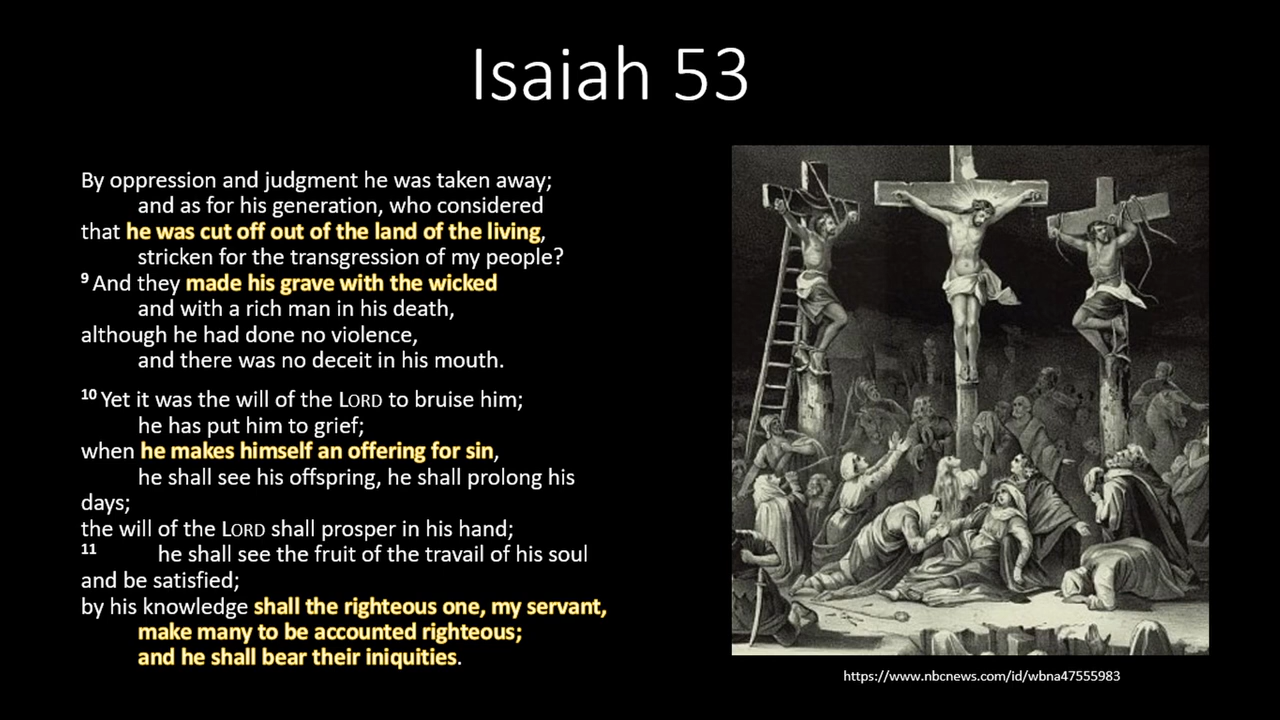 Isaiah 53
By oppression and judgment he was taken away;
and as for his generation, who considered
that he was cut off out of the land of the living,
stricken for the transgression of my people?
9 And they made his grave with the wicked
and with a rich man in his death,
although he had done no violence,
and there was no deceit in his mouth.
10 Yet it was the will of the LORD to bruise him;
he has put him to grief;
when he makes himself an offering for sin,
he shall see his offspring, he shall prolong his
days;
the will of the LORD shall prosper in his hand;
11 he shall see the fruit of the travail of his soul
and be satisfied;
by his knowledge shall the righteous one, my servant,
make many to be accounted righteous;
and he shall bear their iniquities.
https://www.nbcnews.com/id/wbna47555983